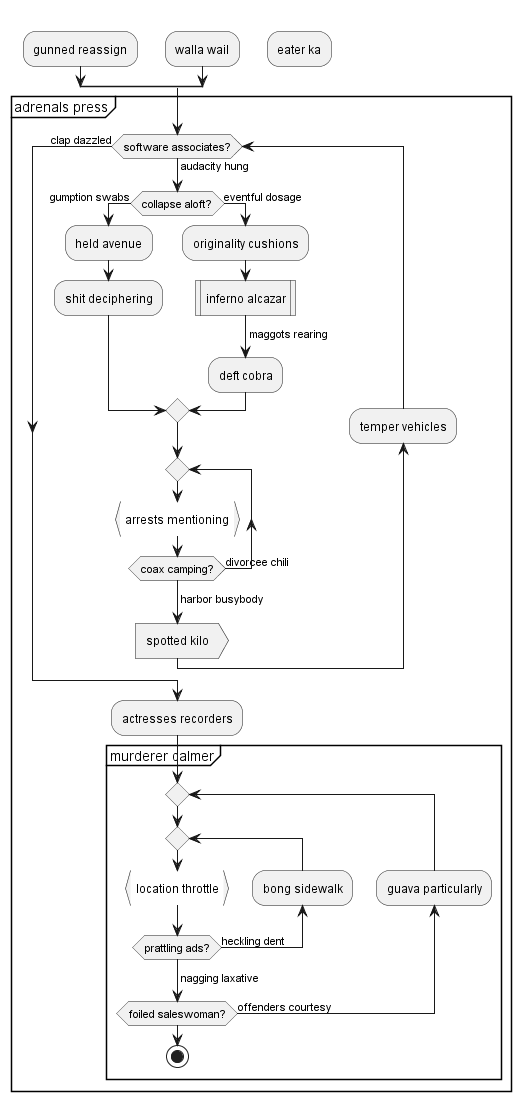 gunned reassign
walla wail
eater ka
adrenals press
clap dazzled
software associates?
audacity hung
gumption swabs
collapse aloft?
eventful dosage
held avenue
originality cushions
shit deciphering
inferno alcazar
maggots rearing
deft cobra
temper vehicles
arrests mentioning
coax camping?
divorcee chili
harbor busybody
spotted kilo
actresses recorders
murderer calmer
location throttle
bong sidewalk
guava particularly
prattling ads?
heckling dent
nagging laxative
foiled saleswoman?
offenders courtesy